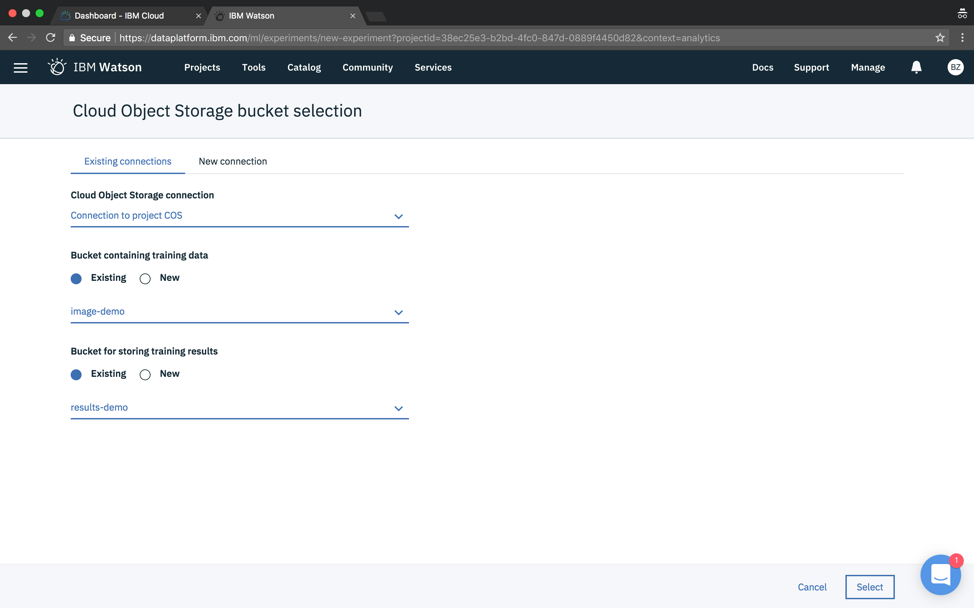 Dashboard - IBM Cloud
IBM Watson
Secure https://dataplatform.ibm.com/ml/experiments/new-experiment?projectid=38ec25e3-b2bd-4fc0-847d-0889f4450d82&context=analytics
IBM Watson Projects Tools Catalog Community Services Docs Support Manage BZ
Cloud Object Storage bucket selection
Existing connections New connection
Cloud Object Storage connection
Connection to project COS
Bucket containing training data
Existing New
image-demo
Bucket for storing training results
Existing New
results-demo
1
Cancel Select